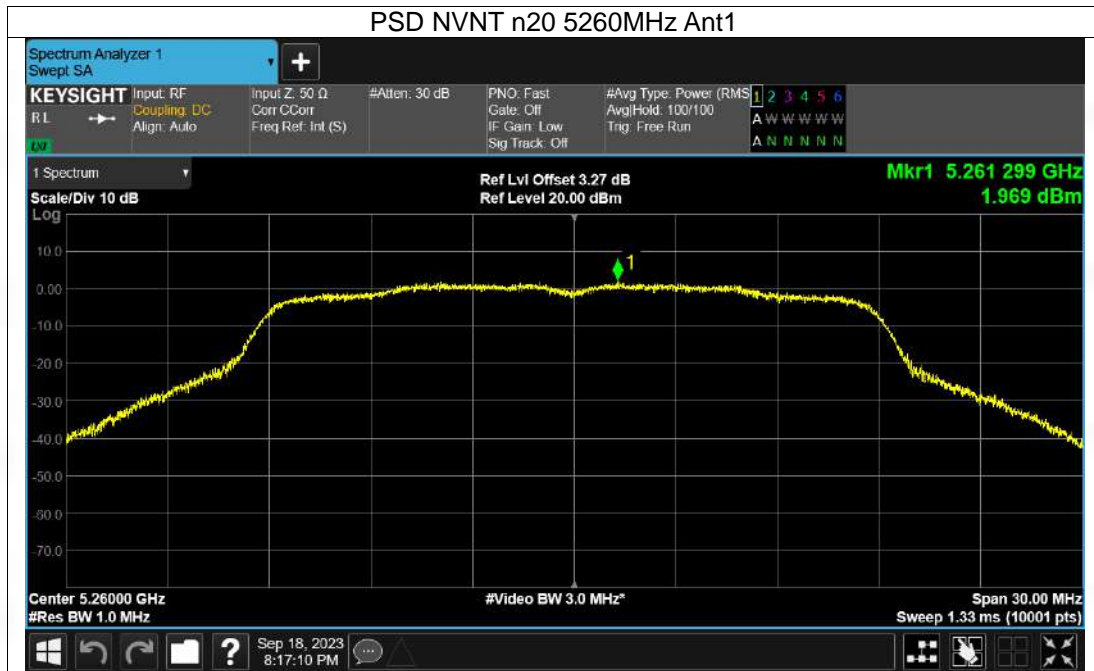 PSD NVNT n20 5260MHz Ant1
Spectrum Analyzer 1
Swept SA
KEYSIGHT Input: RF Input Z: 50 Ω #Atten: 30 dB PNO: Fast #Avg Type: Power (RMS 1 2 3 4 5 6
RL Coupling: DC Corr CCorr Gate: Off Avg|Hold: 100/100 A W W W W W
Align: Auto Freq Ref: Int (S) IF Gain: Low Trig: Free Run
LXI Sig Track: Off A N N N N N
1 Spectrum Ref Lvl Offset 3.27 dB Mkr1 5.261 299 GHz
Scale/Div 10 dB Ref Level 20.00 dBm 1.969 dBm
Log
10.0
1
0.00
-10.0
-20.0
-30.0
-40.0
-50.0
-60.0
-70.0
Center 5.26000 GHz #Video BW 3.0 MHz* Span 30.00 MHz
#Res BW 1.0 MHz Sweep 1.33 ms (10001 pts)
? Sep 18, 2023
8:17:10 PM